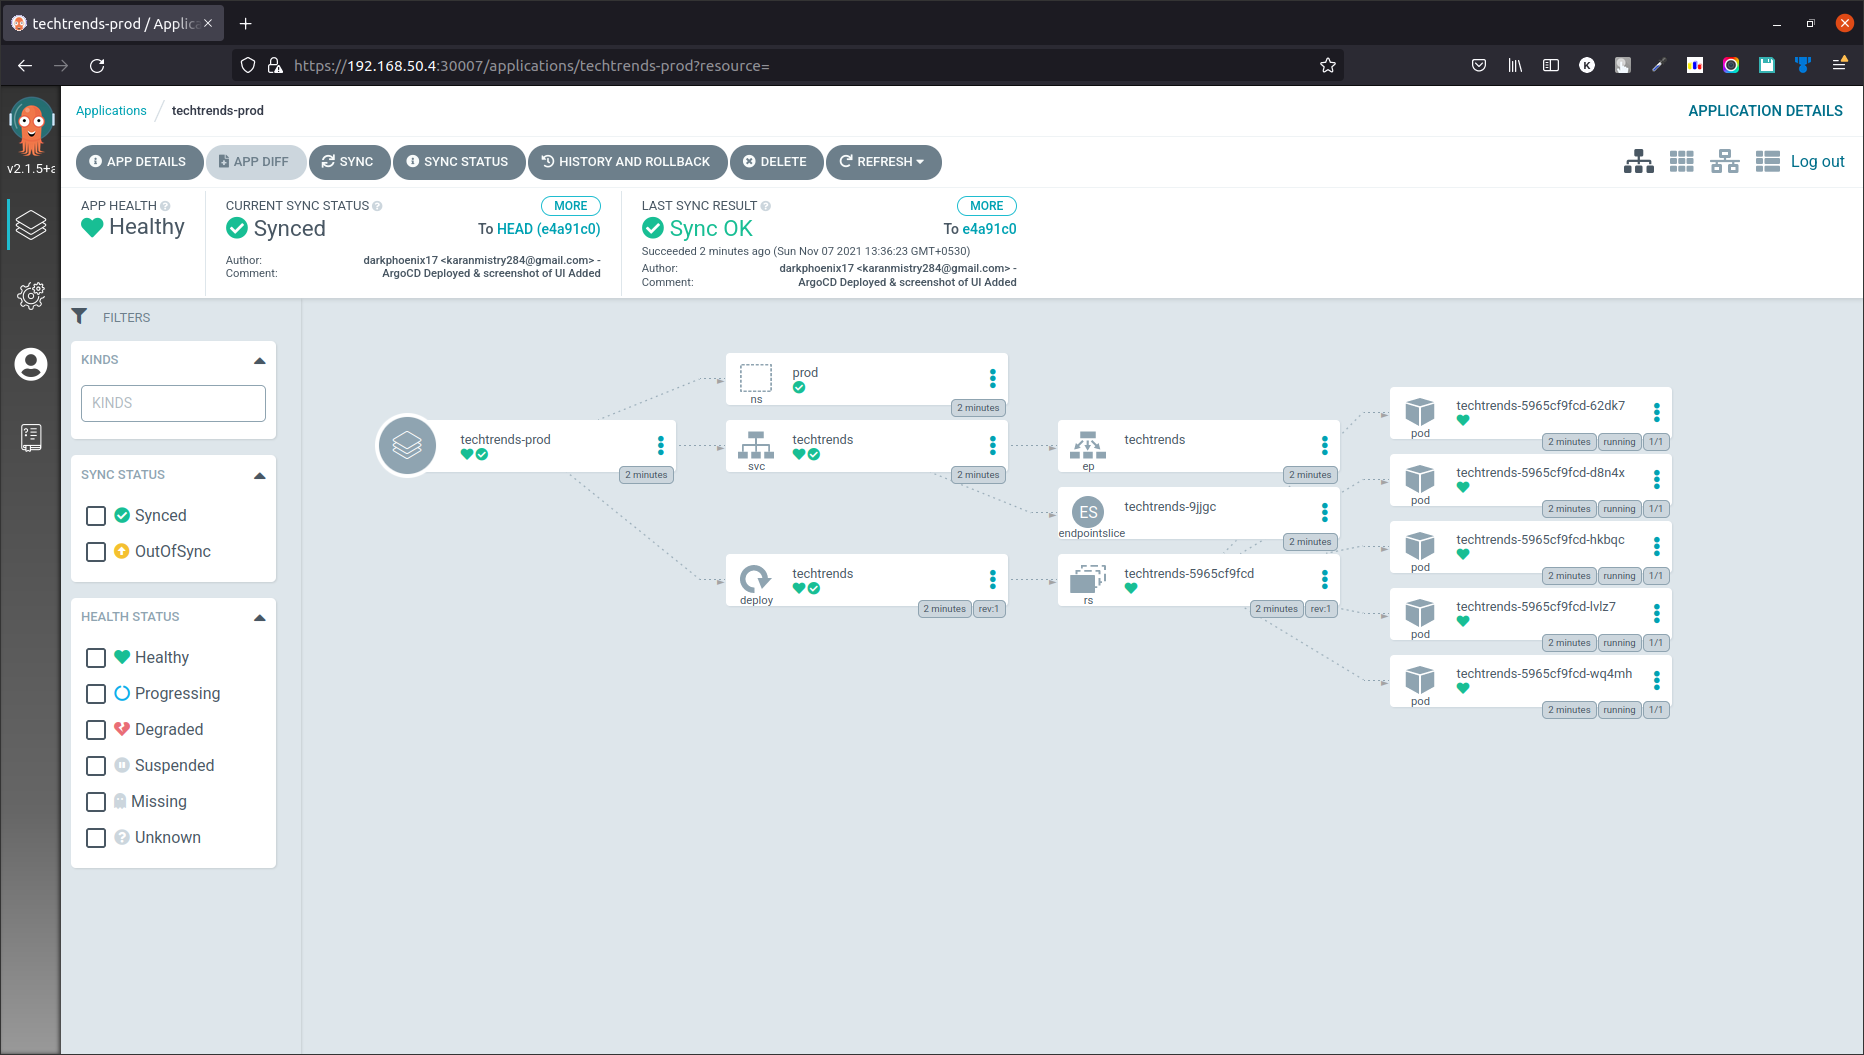 techtrends-prod / Applica
https://192.168.50.4:30007/applications/techtrends-prod?resource=
K
v2.1.5+a
Applications / techtrends-prod
APPLICATION DETAILS
APP DETAILS
APP DIFF
SYNC
SYNC STATUS
HISTORY AND ROLLBACK
DELETE
REFRESH
Log out
APP HEALTH
Healthy
CURRENT SYNC STATUS
MORE
Synced
To HEAD (e4a91c0)
Author: darkphoenix17 <karanmistry284@gmail.com> -
Comment: ArgoCD Deployed & screenshot of UI Added
LAST SYNC RESULT
MORE
Sync OK
To e4a91c0
Succeeded 2 minutes ago (Sun Nov 07 2021 13:36:23 GMT+0530)
Author: darkphoenix17 <karanmistry284@gmail.com> -
Comment: ArgoCD Deployed & screenshot of UI Added
FILTERS
KINDS
KINDS
SYNC STATUS
Synced
OutOfSync
HEALTH STATUS
Healthy
Progressing
Degraded
Suspended
Missing
Unknown
techtrends-prod
2 minutes
prod
ns
2 minutes
techtrends
svc
2 minutes
techtrends
deploy
2 minutes rev:1
techtrends
ep
2 minutes
ES
techtrends-9jjgc
endpointslice
2 minutes
techtrends-5965cf9fcd
rs
2 minutes rev:1
techtrends-5965cf9fcd-62dk7
pod
2 minutes running 1/1
techtrends-5965cf9fcd-d8n4x
pod
2 minutes running 1/1
techtrends-5965cf9fcd-hkbqc
pod
2 minutes running 1/1
techtrends-5965cf9fcd-lvlz7
pod
2 minutes running 1/1
techtrends-5965cf9fcd-wq4mh
pod
2 minutes running 1/1